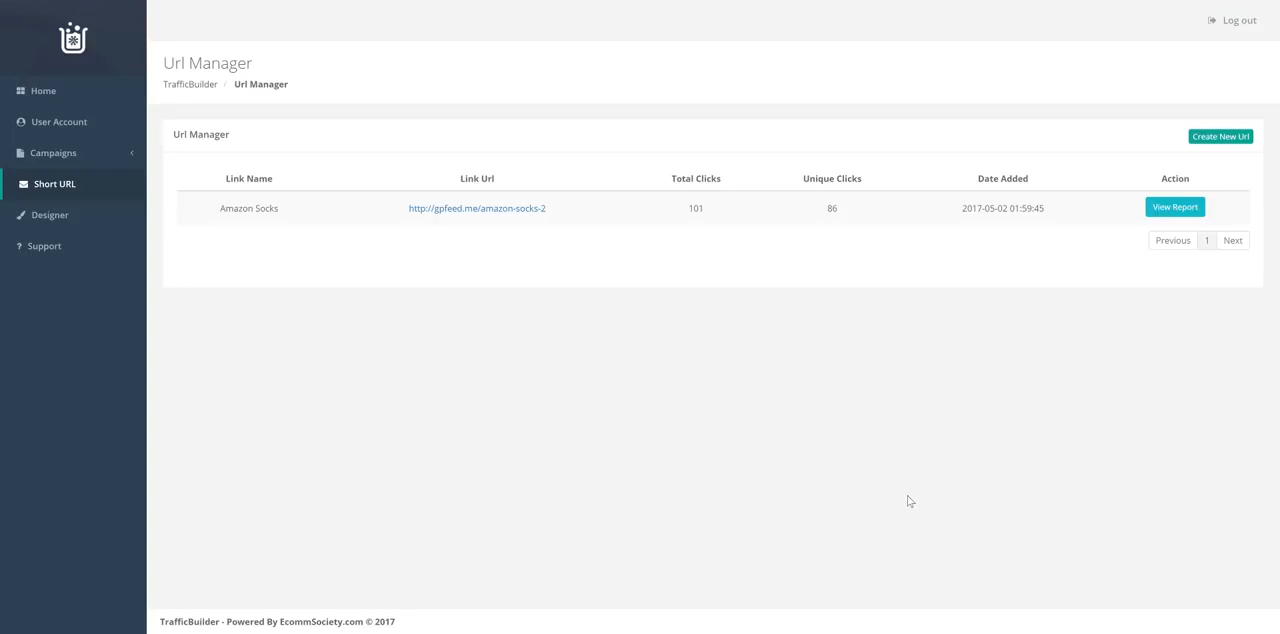 Log out
Home
User Account
Campaigns
Short URL
Designer
? Support
Url Manager
TrafficBuilder / Url Manager
Url Manager
Create New Url
Link Name Link Url Total Clicks Unique Clicks Date Added Action
Amazon Socks http://gpfeed.me/amazon-socks-2 101 86 2017-05-02 01:59:45 View Report
Previous 1 Next
TrafficBuilder - Powered By EcommSociety.com © 2017